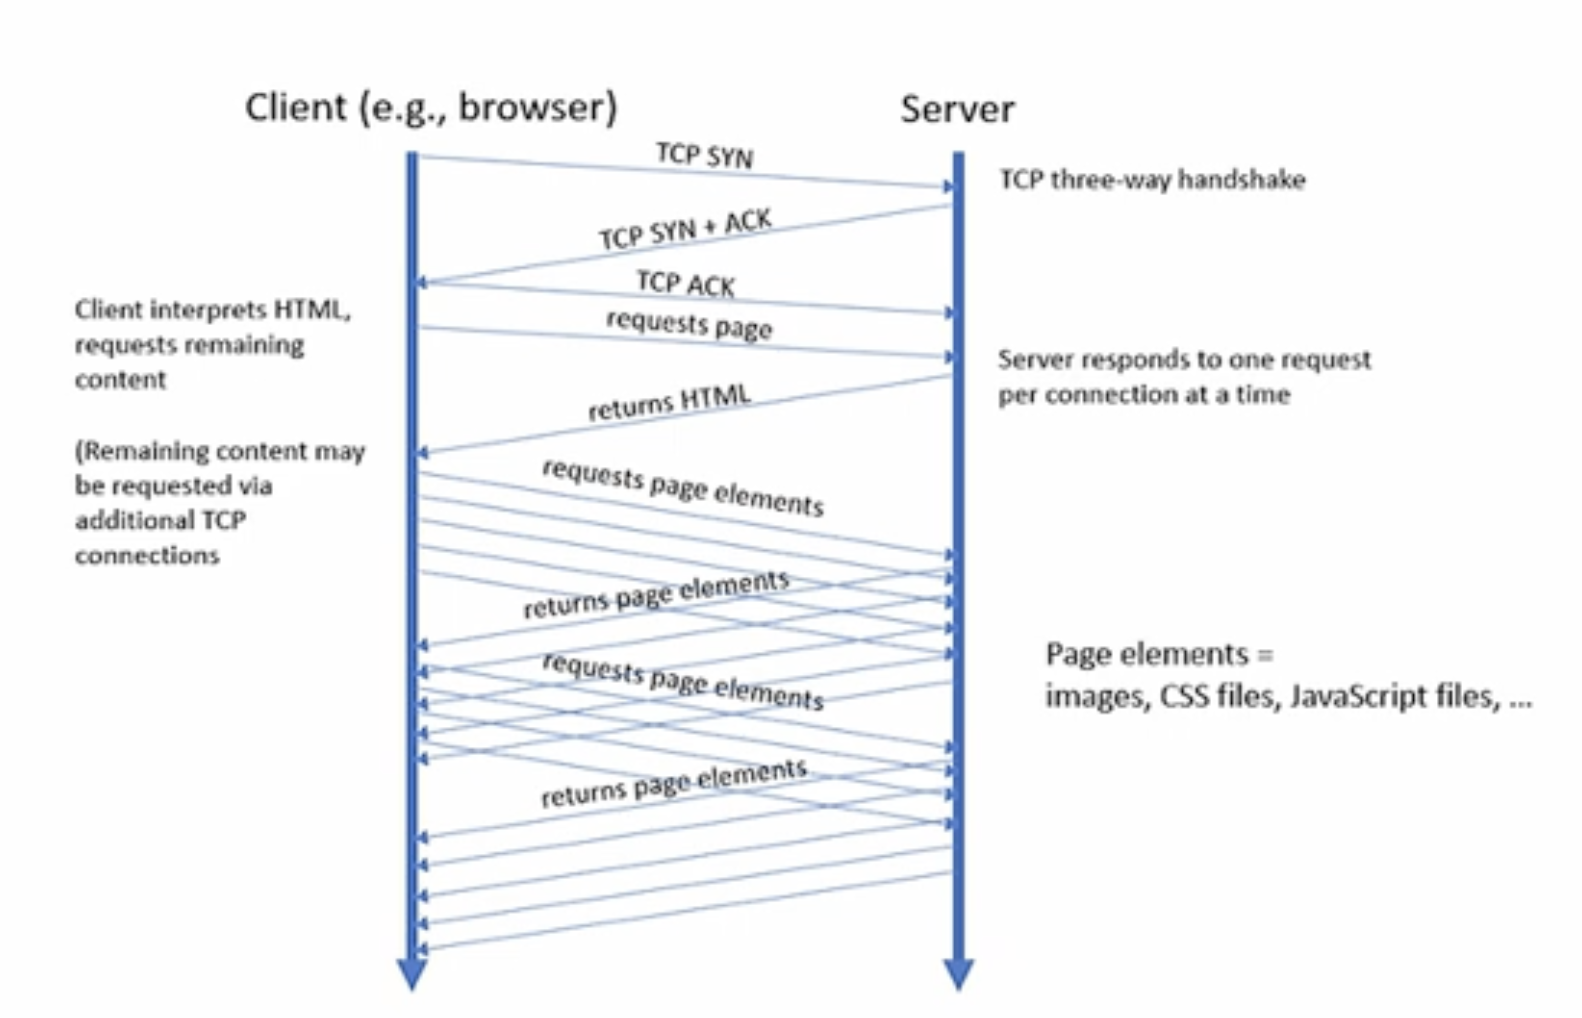 Client (e.g., browser)
Server
TCP SYN
TCP three-way handshake
TCP SYN + ACK
TCP ACK
Client interprets HTML,
requests remaining
content
requests page
Server responds to one request
per connection at a time
returns HTML
(Remaining content may
be requested via
additional TCP
connections
requests page elements
returns page elements
requests page elements
Page elements =
images, CSS files, JavaScript files, ...
returns page elements